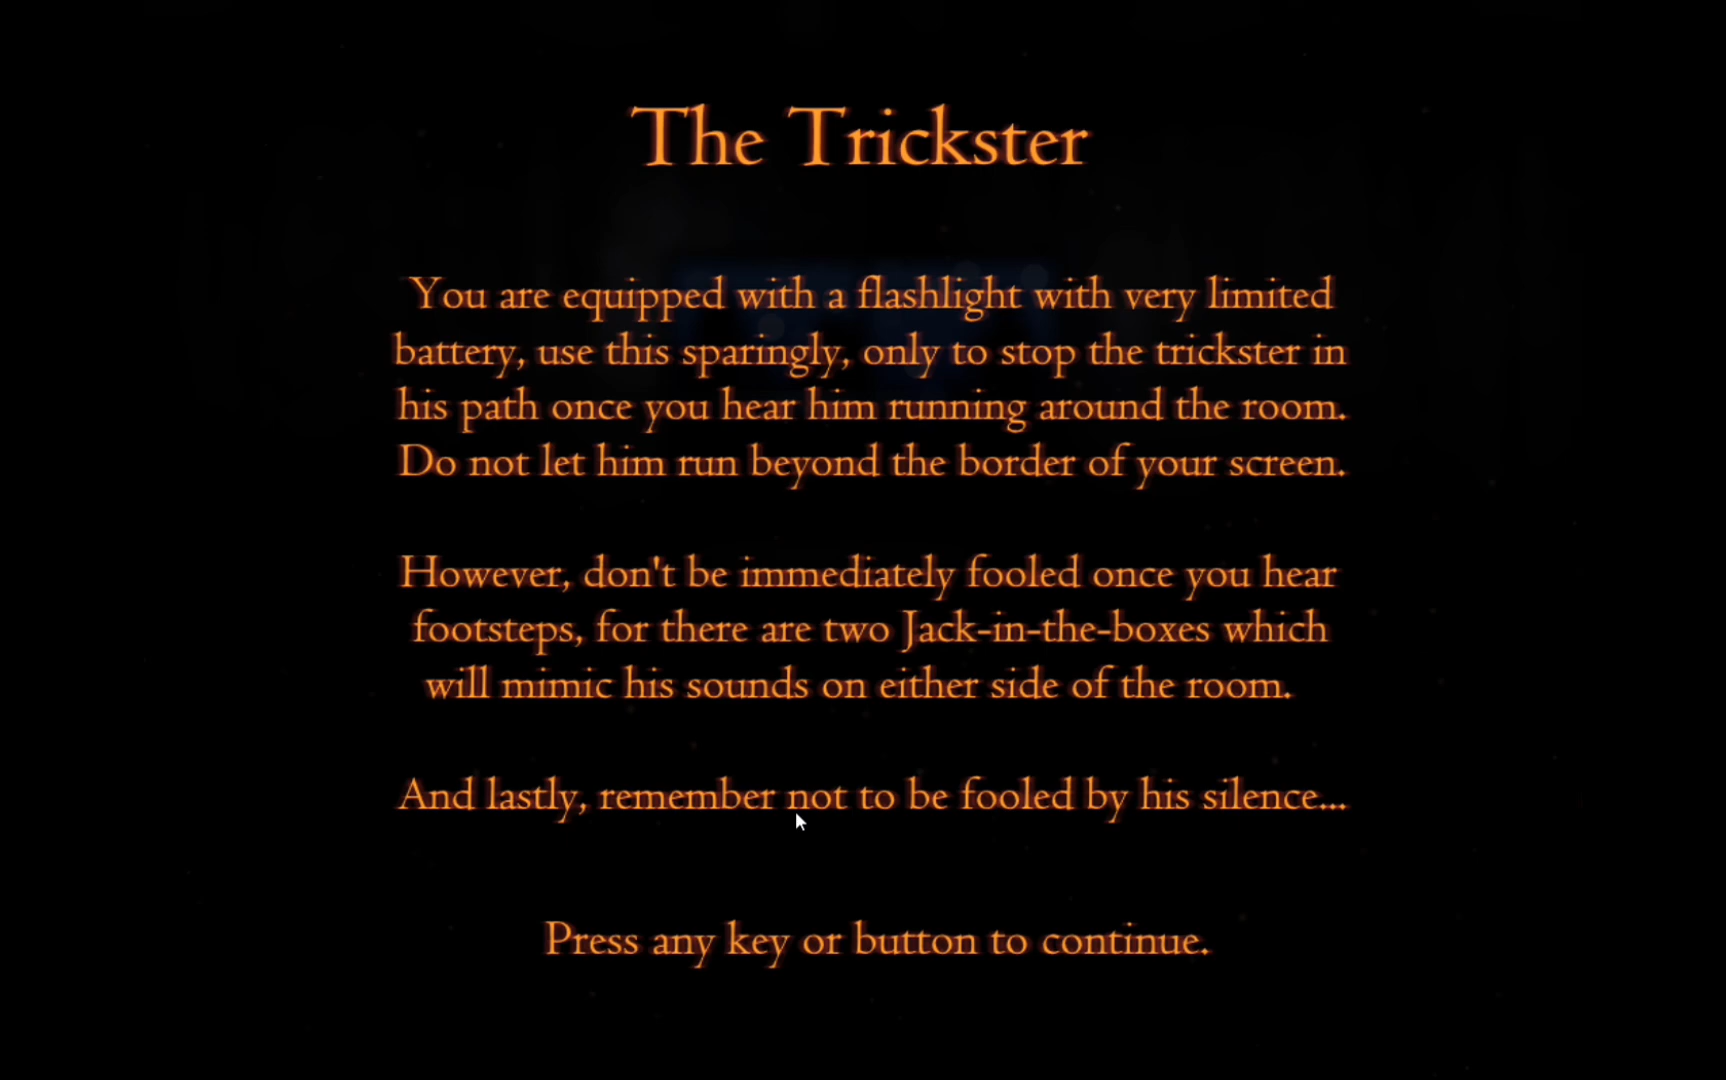 The Trickster
You are equipped with a flashlight with very limited
battery, use this sparingly, only to stop the trickster in
his path once you hear him running around the room.
Do not let him run beyond the border of your screen.
However, don't be immediately fooled once you hear
footsteps, for there are two Jack-in-the-boxes which
will mimic his sounds on either side of the room.
And lastly, remember not to be fooled by his silence...
Press any key or button to continue.